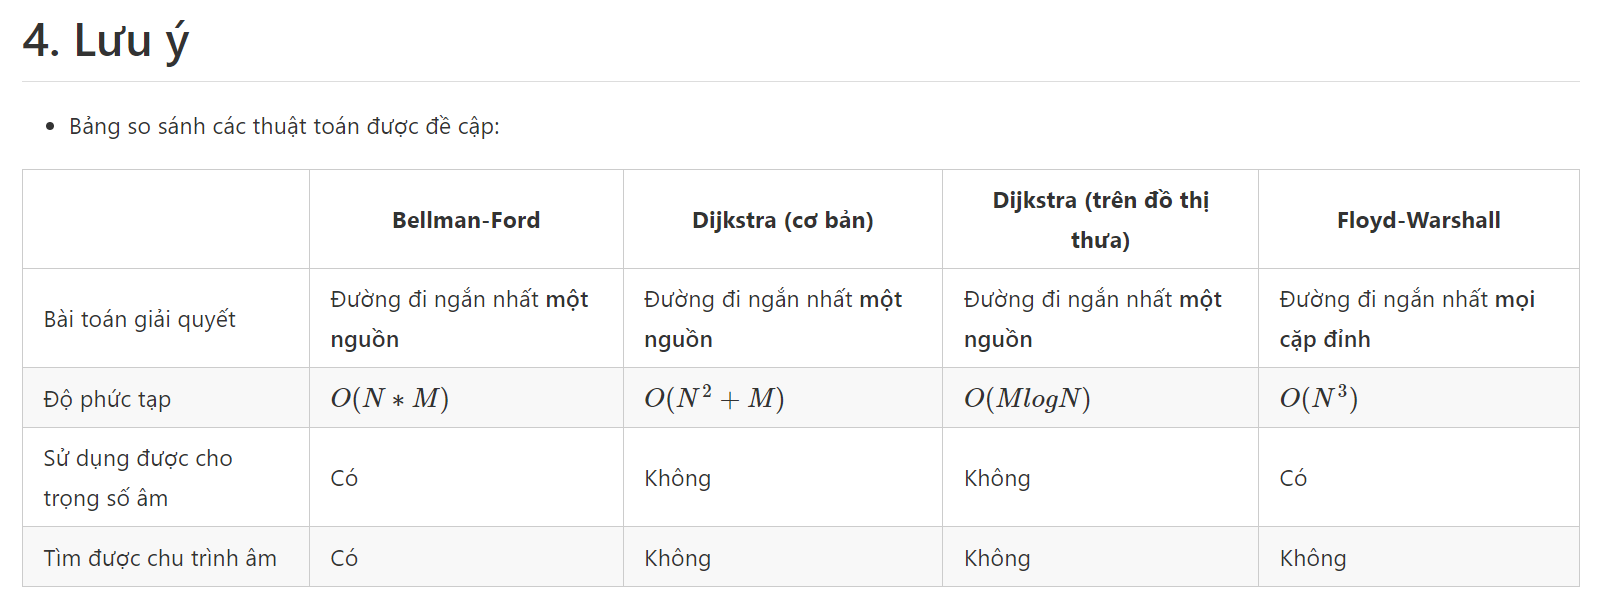 4. Lưu ý
• Bảng so sánh các thuật toán được đề cập:
Bellman-Ford
Dijkstra (cơ bản)
Dijkstra (trên đồ thị
thưa)
Floyd-Warshall
Bài toán giải quyết
Đường đi ngắn nhất một
nguồn
Đường đi ngắn nhất một
nguồn
Đường đi ngắn nhất một
nguồn
Đường đi ngắn nhất mọi
cặp đỉnh
Độ phức tạp
O(N * M)
O(N² + M)
O(MlogN)
O(N³)
Sử dụng được cho
trọng số âm
Có
Không
Không
Có
Tìm được chu trình âm
Có
Không
Không
Không